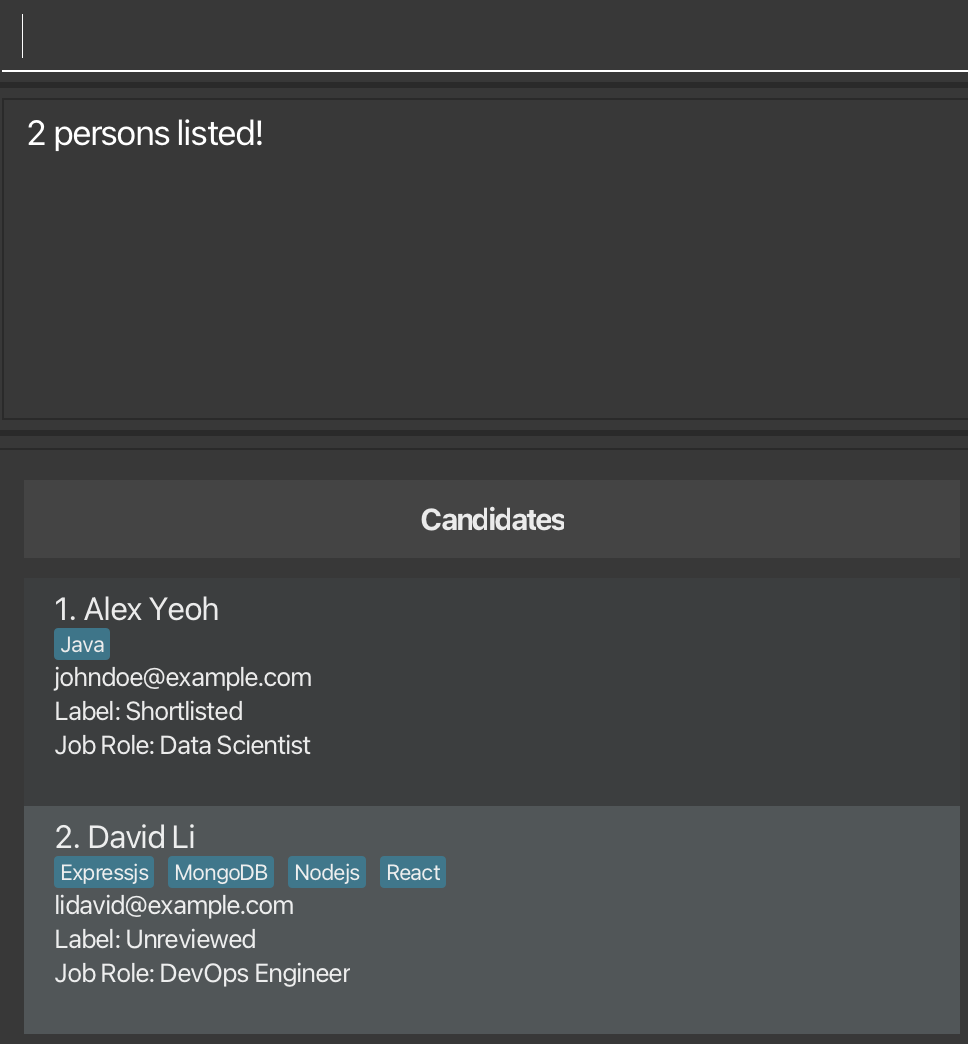 2 persons listed!
Candidates
1. Alex Yeoh
Java
johndoe@example.com
Label: Shortlisted
Job Role: Data Scientist
2. David Li
Expressjs MongoDB Nodejs React
lidavid@example.com
Label: Unreviewed
Job Role: DevOps Engineer